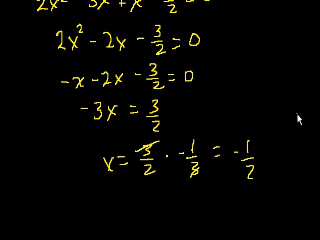 2x² - 2x - 3/2 = 0
-x - 2x - 3/2 = 0
-3x = 3/2
x = 3/2 · -1/3 = -1/2